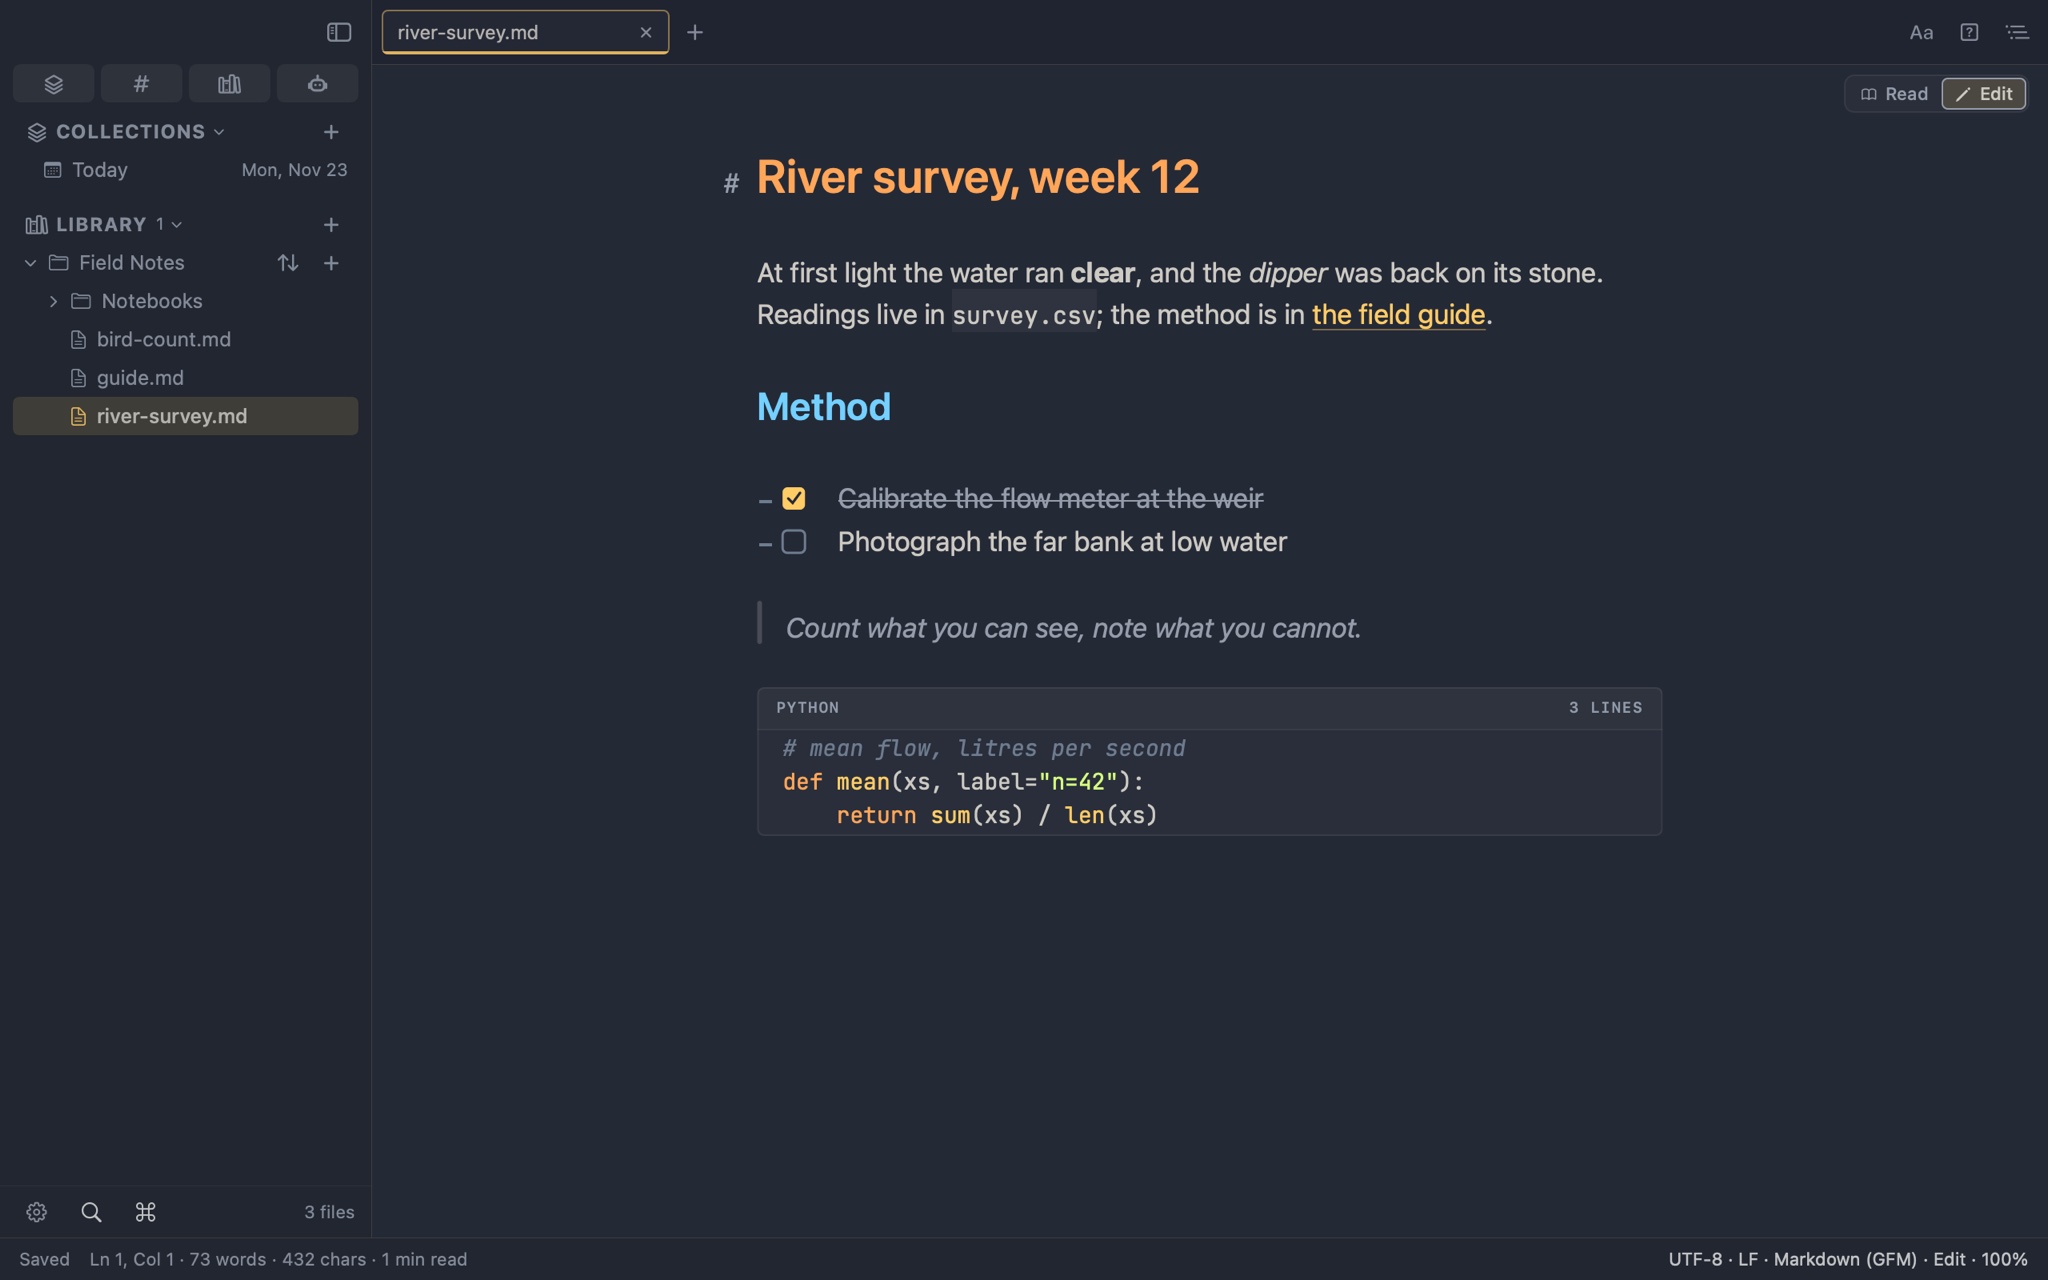 river-survey.md
Aa
Read
Edit
COLLECTIONS
Today Mon, Nov 23
LIBRARY 1
Field Notes
Notebooks
bird-count.md
guide.md
river-survey.md
3 files
# River survey, week 12
At first light the water ran clear, and the dipper was back on its stone.
Readings live in survey.csv; the method is in the field guide.
Method
– Calibrate the flow meter at the weir
– Photograph the far bank at low water
Count what you can see, note what you cannot.
PYTHON 3 LINES
# mean flow, litres per second
def mean(xs, label="n=42"):
    return sum(xs) / len(xs)
Saved Ln 1, Col 1 · 73 words · 432 chars · 1 min read
UTF-8 · LF · Markdown (GFM) · Edit · 100%